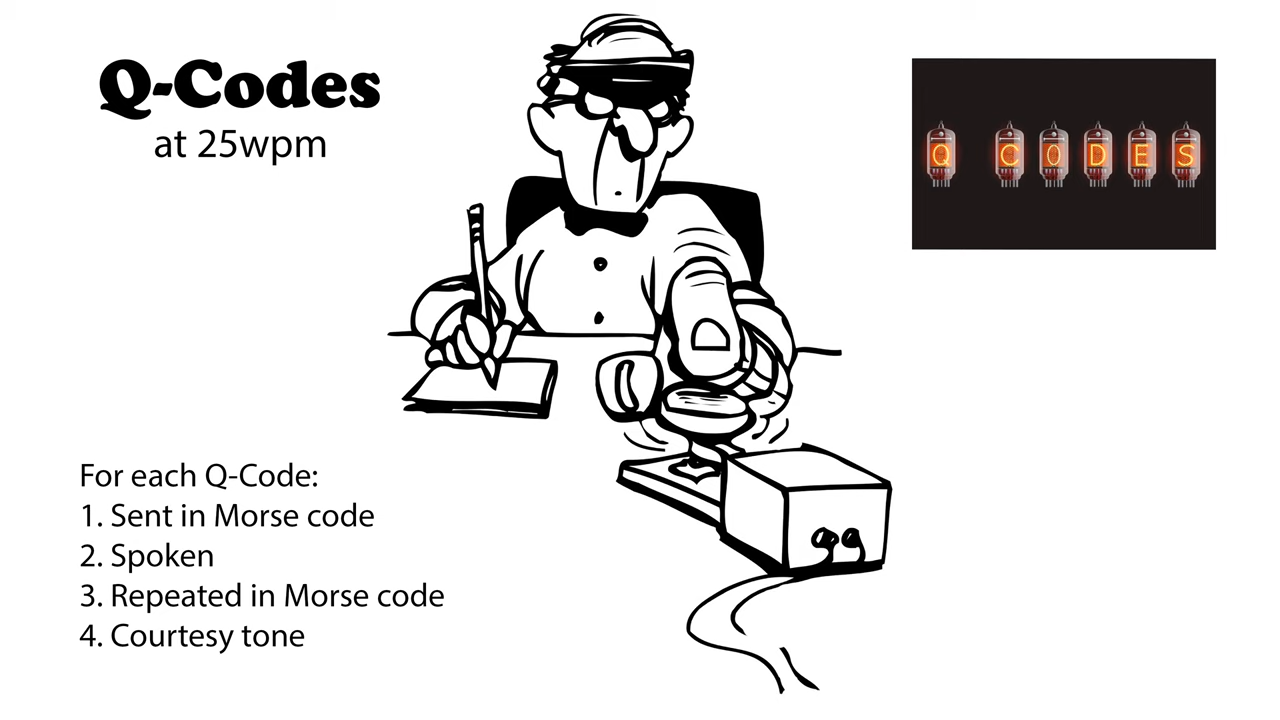 Q-Codes
at 25wpm
Q CODES
For each Q-Code:
1. Sent in Morse code
2. Spoken
3. Repeated in Morse code
4. Courtesy tone